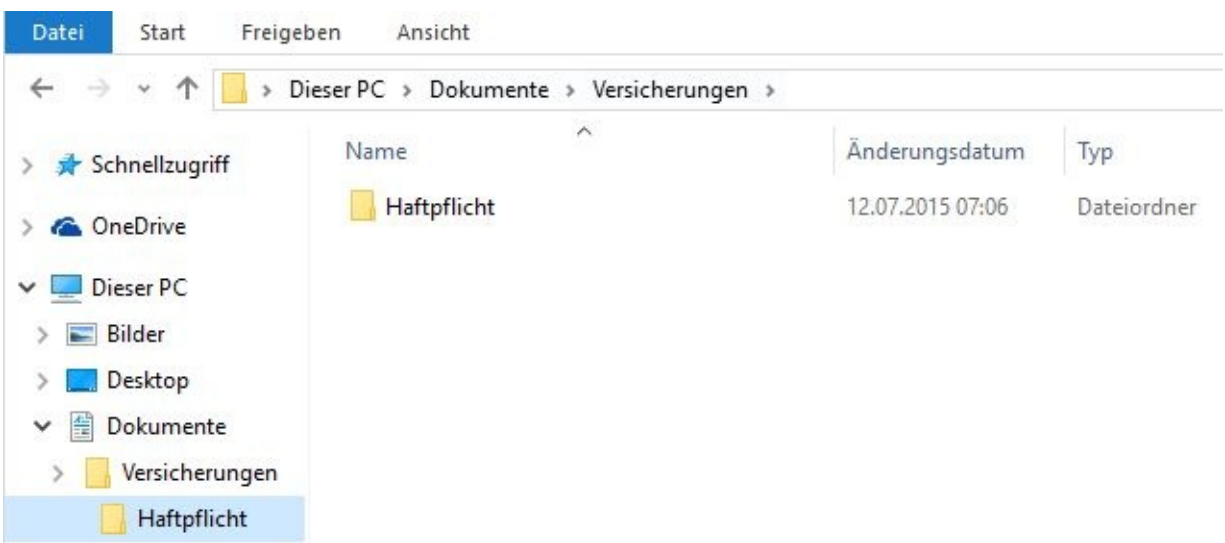 Datei Start Freigeben Ansicht
Dieser PC > Dokumente > Versicherungen >
Name Änderungsdatum Typ
Haftpflicht 12.07.2015 07:06 Dateiordner
Schnellzugriff
OneDrive
Dieser PC
Bilder
Desktop
Dokumente
Versicherungen
Haftpflicht